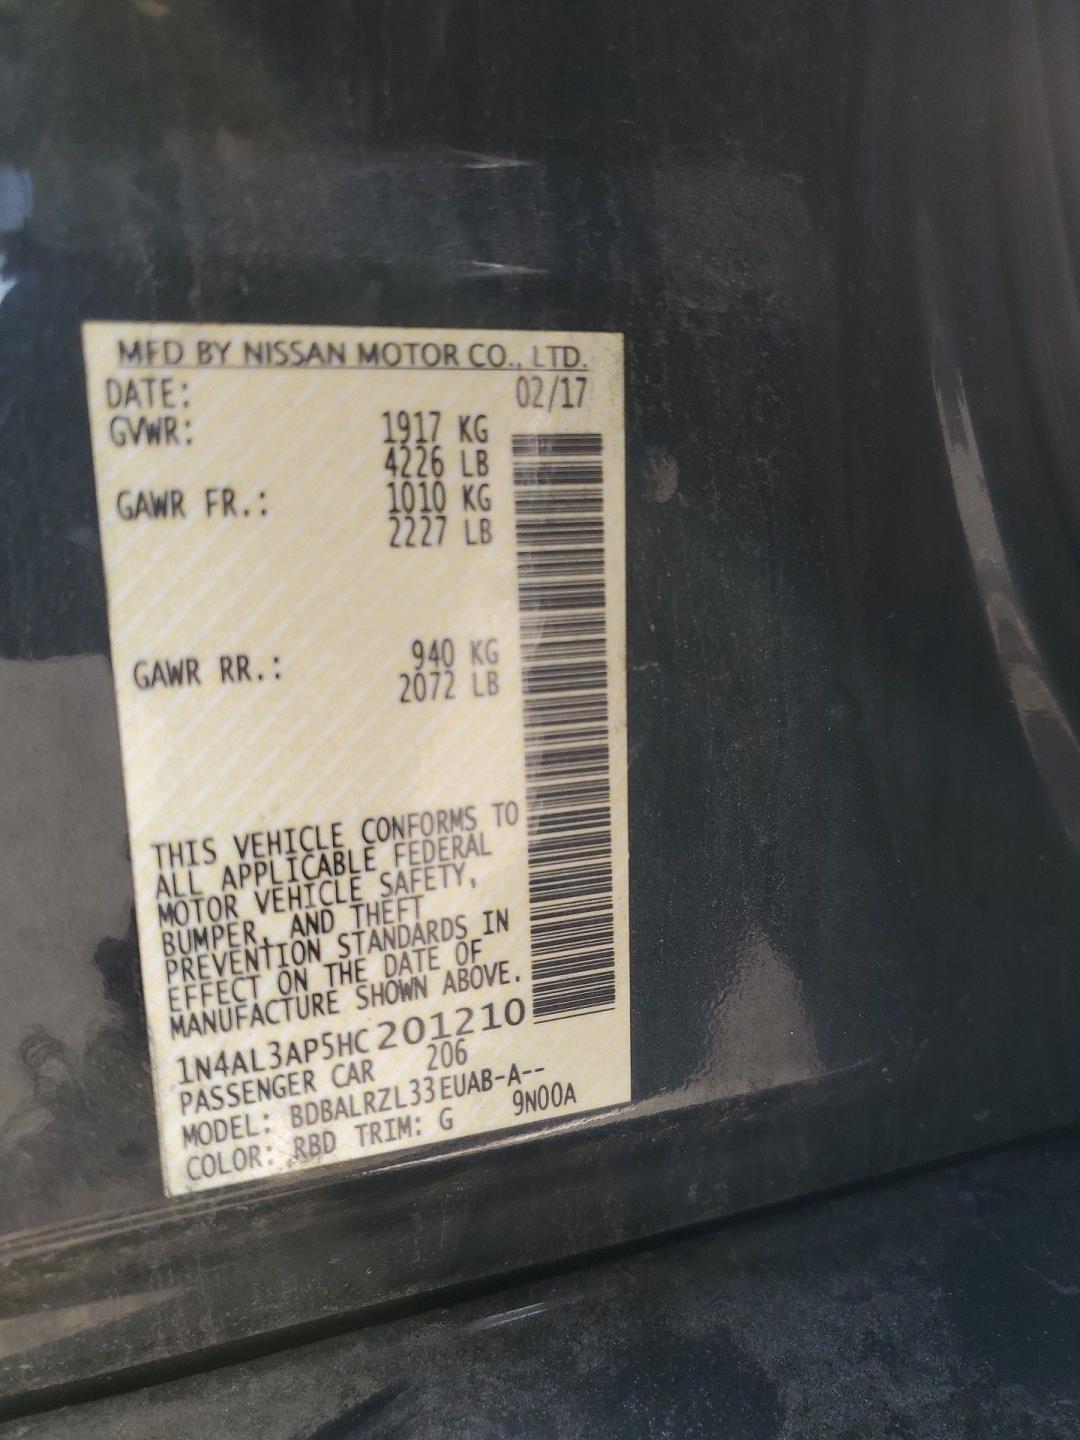 MFD BY NISSAN MOTOR CO., LTD.
DATE: 02/17
GVWR: 1917 KG
4226 LB
GAWR FR.: 1010 KG
2227 LB
GAWR RR.: 940 KG
2072 LB
THIS VEHICLE CONFORMS TO
ALL APPLICABLE FEDERAL
MOTOR VEHICLE SAFETY,
BUMPER, AND THEFT
PREVENTION STANDARDS IN
EFFECT ON THE DATE OF
MANUFACTURE SHOWN ABOVE.
1N4AL3AP5HC201210
PASSENGER CAR 206
MODEL: BDBALRZL33EUAB-A--
COLOR: RBD TRIM: G 9N00A